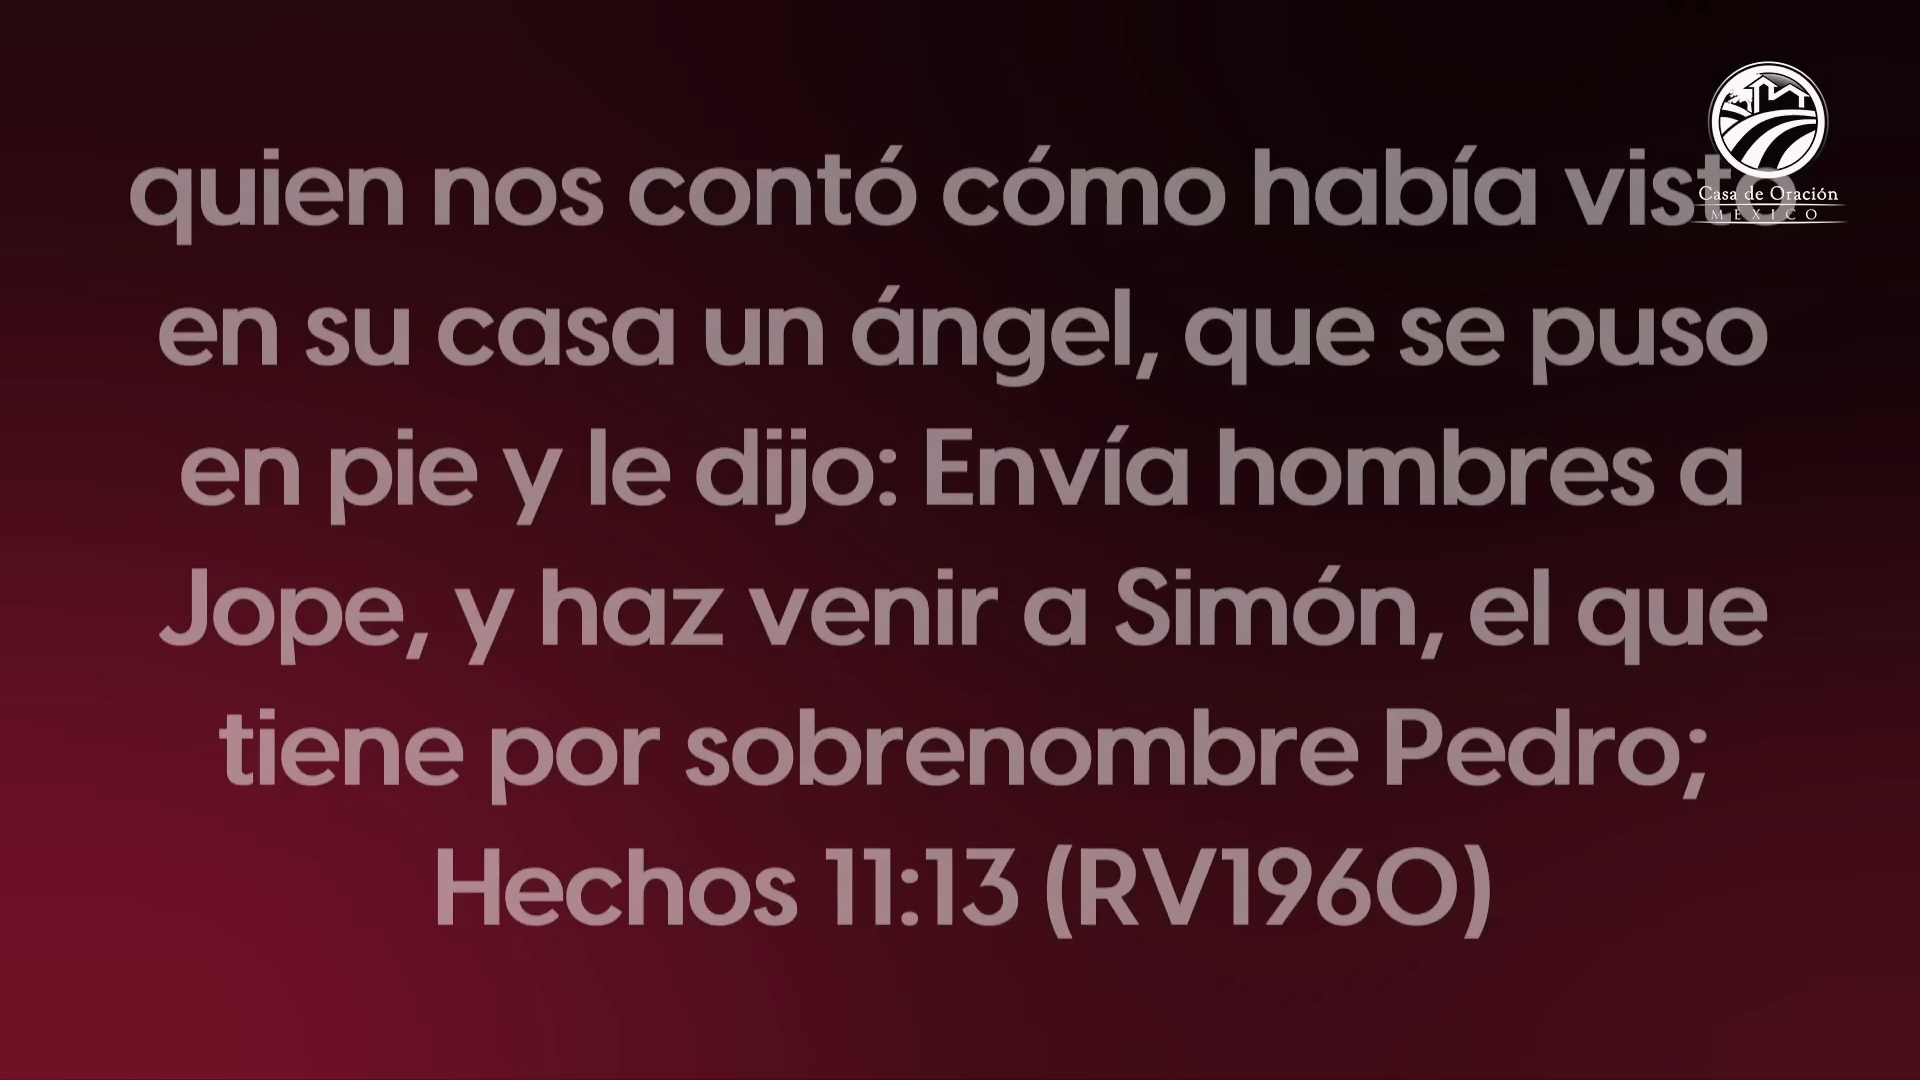 quien nos contó cómo había visto
en su casa un ángel, que se puso
en pie y le dijo: Envía hombres a
Jope, y haz venir a Simón, el que
tiene por sobrenombre Pedro;
Hechos 11:13 (RV1960)
Casa de Oración
MÉXICO